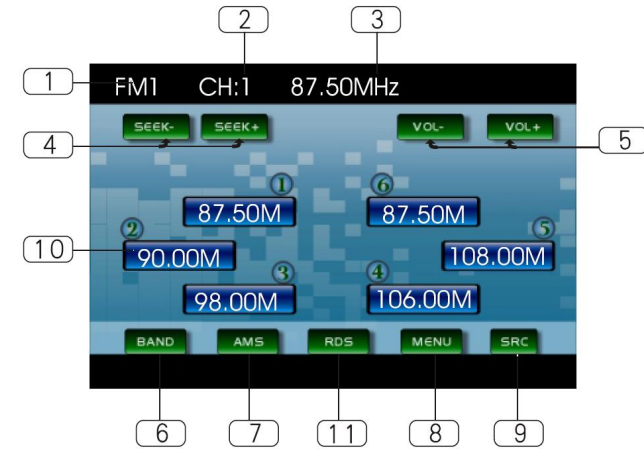 2 3
1 FM1 CH:1 87.50MHz
SEEK- SEEK+ VOL- VOL+
4 5
1 6
87.50M 87.50M
2 5
10 90.00M 108.00M
3 4
98.00M 106.00M
BAND AMS RDS MENU SRC
6 7 11 8 9